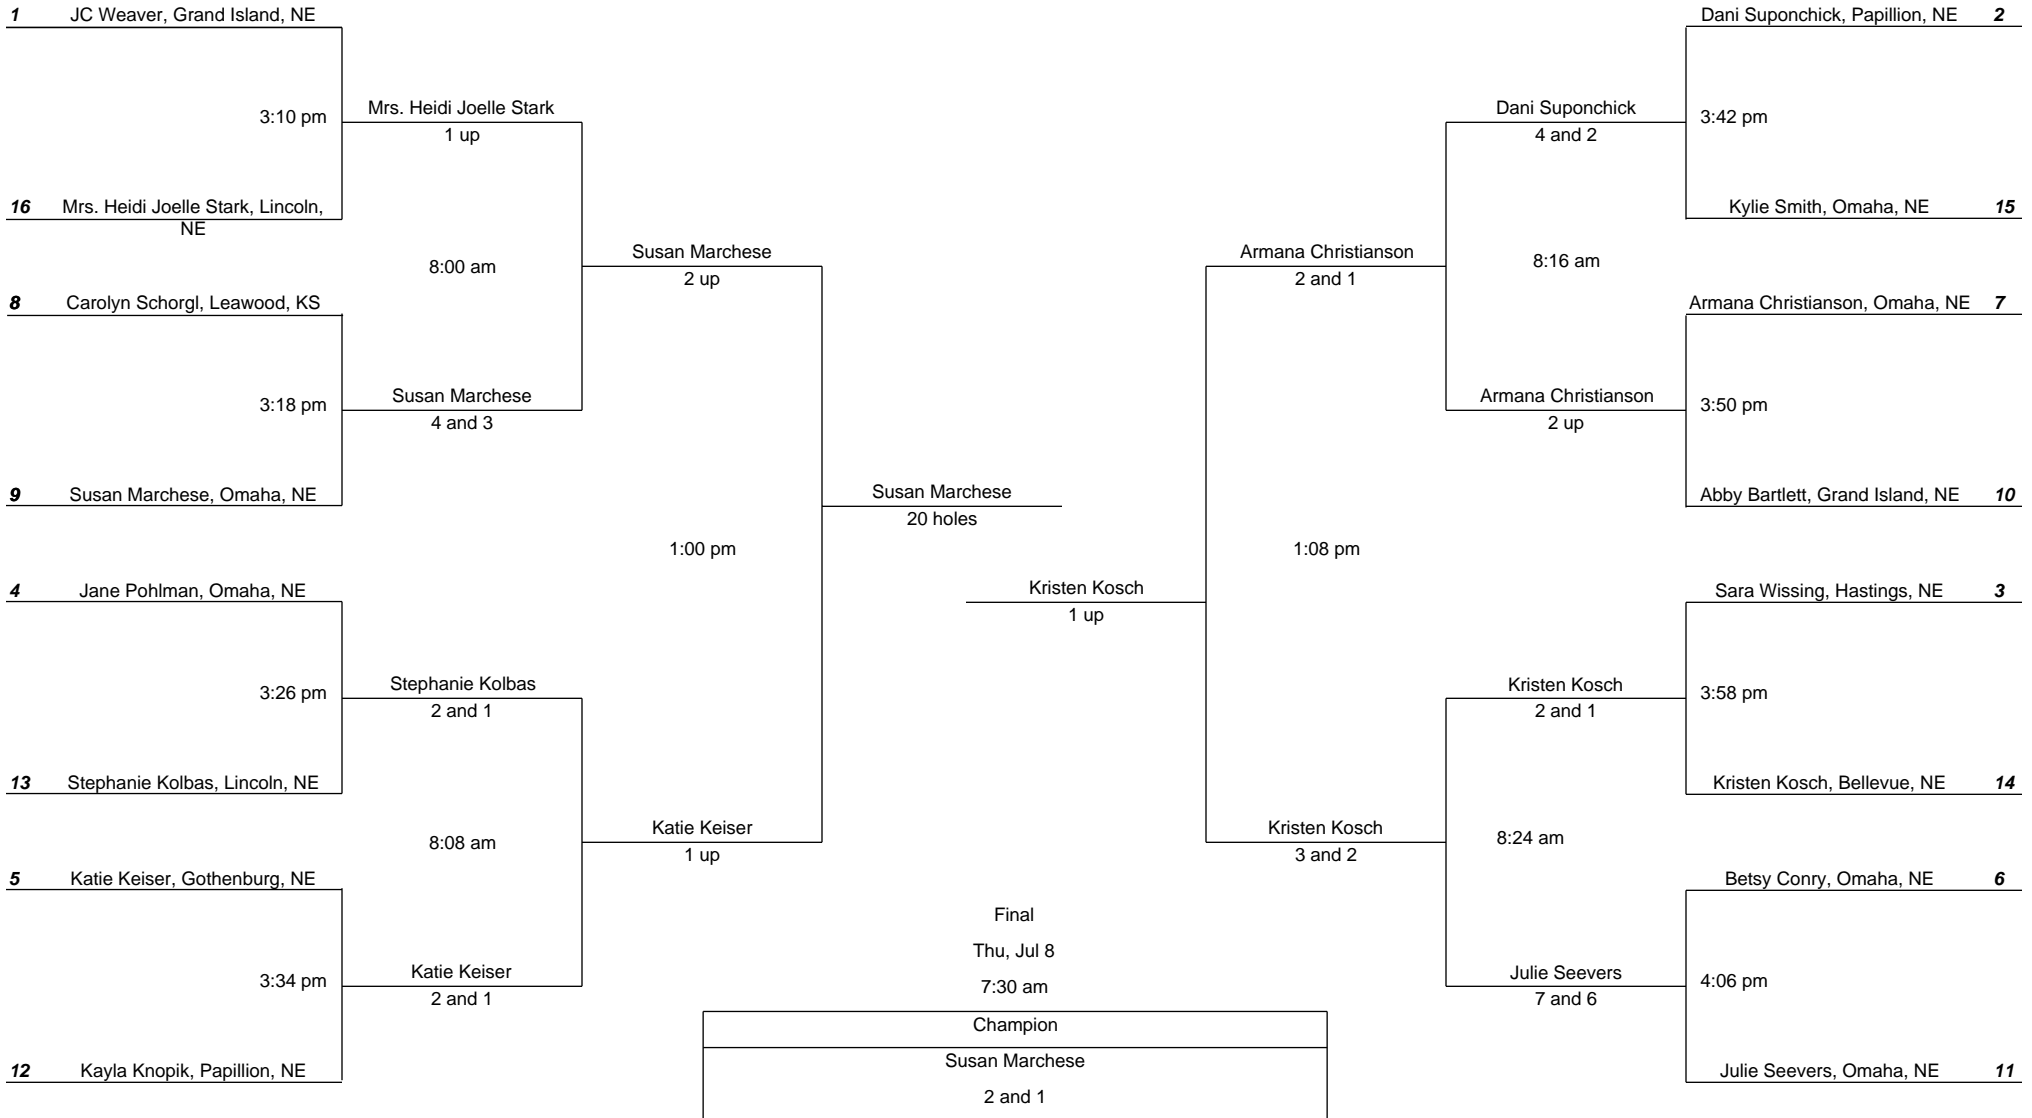 1 JC Weaver, Grand Island, NE
3:10 pm
Mrs. Heidi Joelle Stark
1 up
16 Mrs. Heidi Joelle Stark, Lincoln,
NE
8:00 am
Susan Marchese
2 up
8 Carolyn Schorgl, Leawood, KS
3:18 pm
Susan Marchese
4 and 3
9 Susan Marchese, Omaha, NE
Susan Marchese
20 holes
1:00 pm
4 Jane Pohlman, Omaha, NE
3:26 pm
Stephanie Kolbas
2 and 1
13 Stephanie Kolbas, Lincoln, NE
8:08 am
Katie Keiser
1 up
5 Katie Keiser, Gothenburg, NE
3:34 pm
Katie Keiser
2 and 1
12 Kayla Knopik, Papillion, NE
Dani Suponchick, Papillion, NE 2
Dani Suponchick
4 and 2
3:42 pm
Kylie Smith, Omaha, NE 15
Armana Christianson
2 and 1
8:16 am
Armana Christianson, Omaha, NE 7
Armana Christianson
2 up
3:50 pm
Abby Bartlett, Grand Island, NE 10
1:08 pm
Kristen Kosch
1 up
Sara Wissing, Hastings, NE 3
Kristen Kosch
2 and 1
3:58 pm
Kristen Kosch, Bellevue, NE 14
Kristen Kosch
3 and 2
8:24 am
Betsy Conry, Omaha, NE 6
Julie Seevers
7 and 6
4:06 pm
Julie Seevers, Omaha, NE 11
Final
Thu, Jul 8
7:30 am
Champion
Susan Marchese
2 and 1